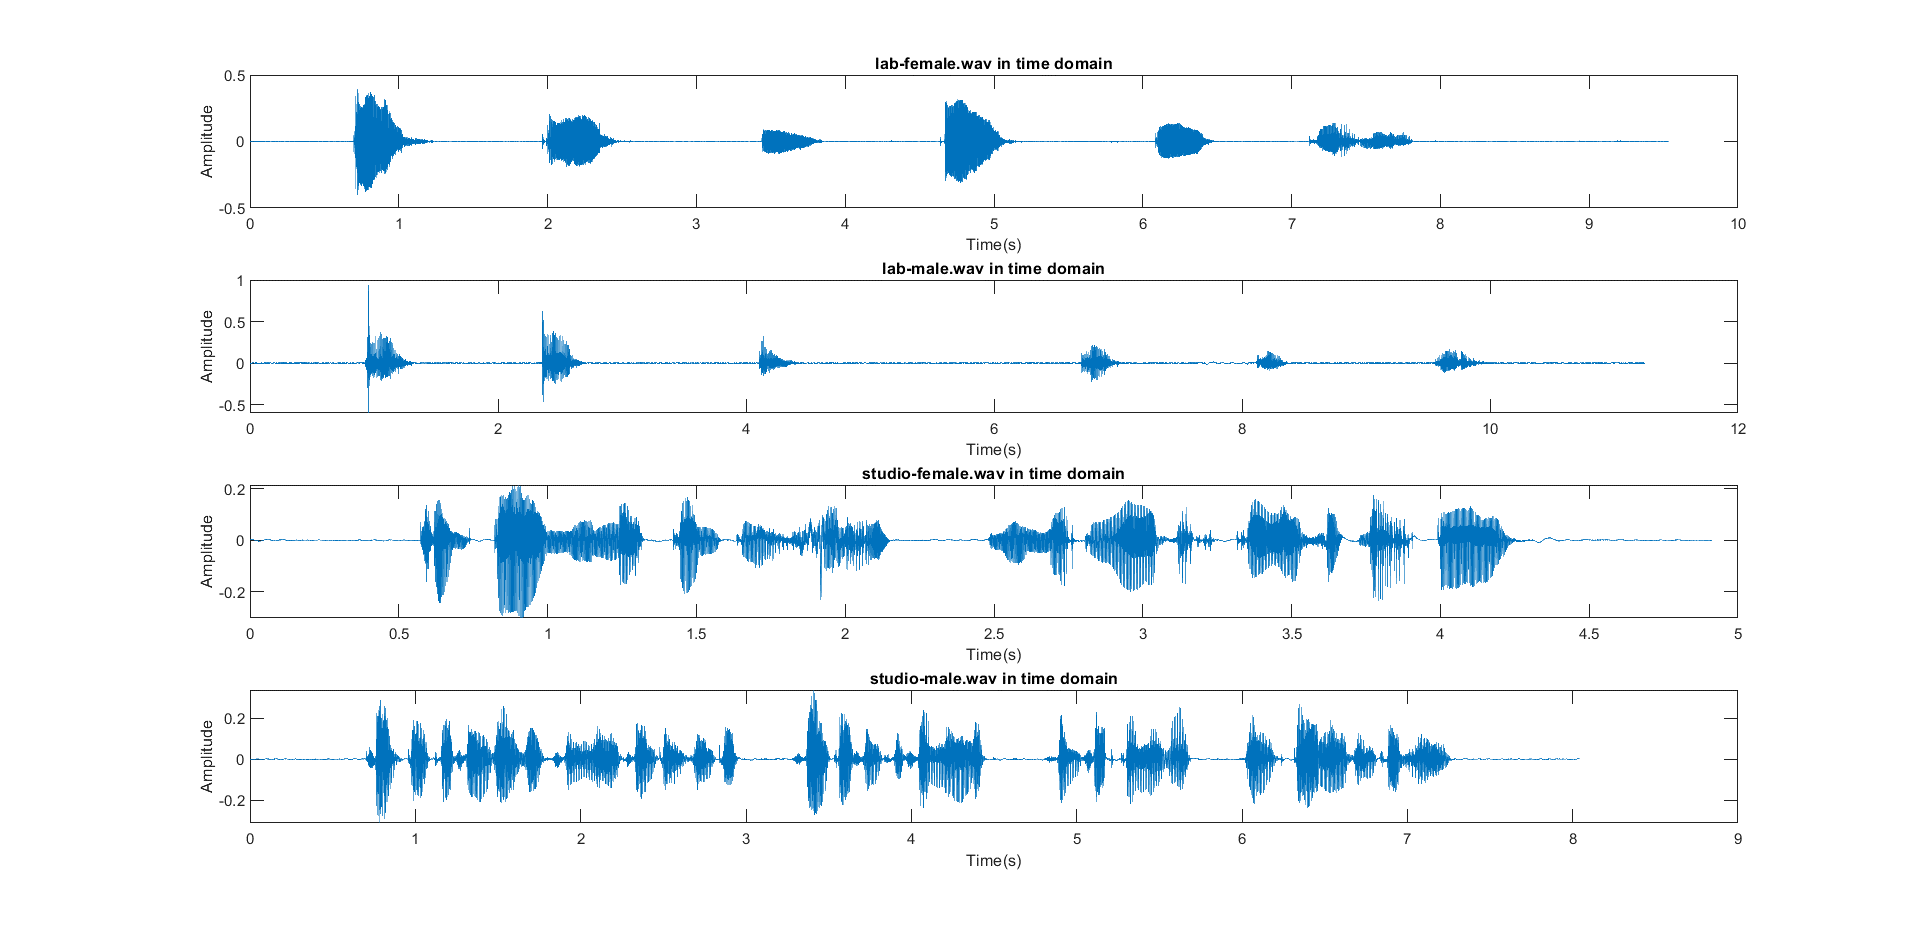 lab-female.wav in time domain
0.5
0
-0.5
Amplitude
0 1 2 3 4 5 6 7 8 9 10
Time(s)
lab-male.wav in time domain
1
0.5
0
-0.5
Amplitude
0 2 4 6 8 10 12
Time(s)
studio-female.wav in time domain
0.2
0
-0.2
Amplitude
0 0.5 1 1.5 2 2.5 3 3.5 4 4.5 5
Time(s)
studio-male.wav in time domain
0.2
0
-0.2
Amplitude
0 1 2 3 4 5 6 7 8 9
Time(s)